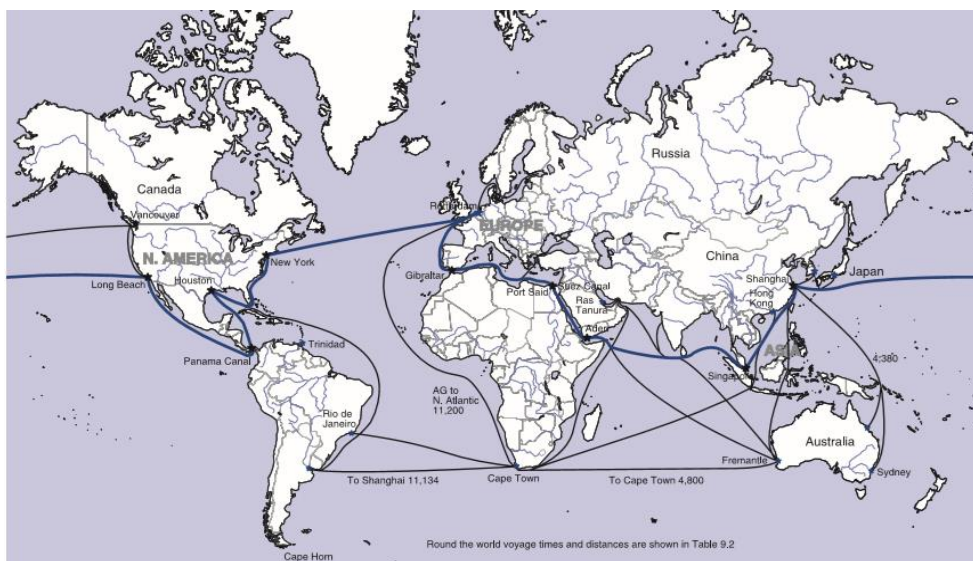 Russia
Canada
Vancouver
Rotterdam
EUROPE
N. AMERICA
New York
China
Japan
Shanghai
Long Beach
Houston
Gibraltar
Port Said
Suez Canal
Hong
Kong
Ras
Tanura
Aden
Trinidad
Panama Canal
ASIA
4,380
Singapore
AG to
N. Atlantic
11,200
Rio de
Janeiro
Australia
Fremantle
Sydney
To Shanghai 11,134
Cape Town
To Cape Town 4,800
Round the world voyage times and distances are shown in Table 9.2
Cape Horn